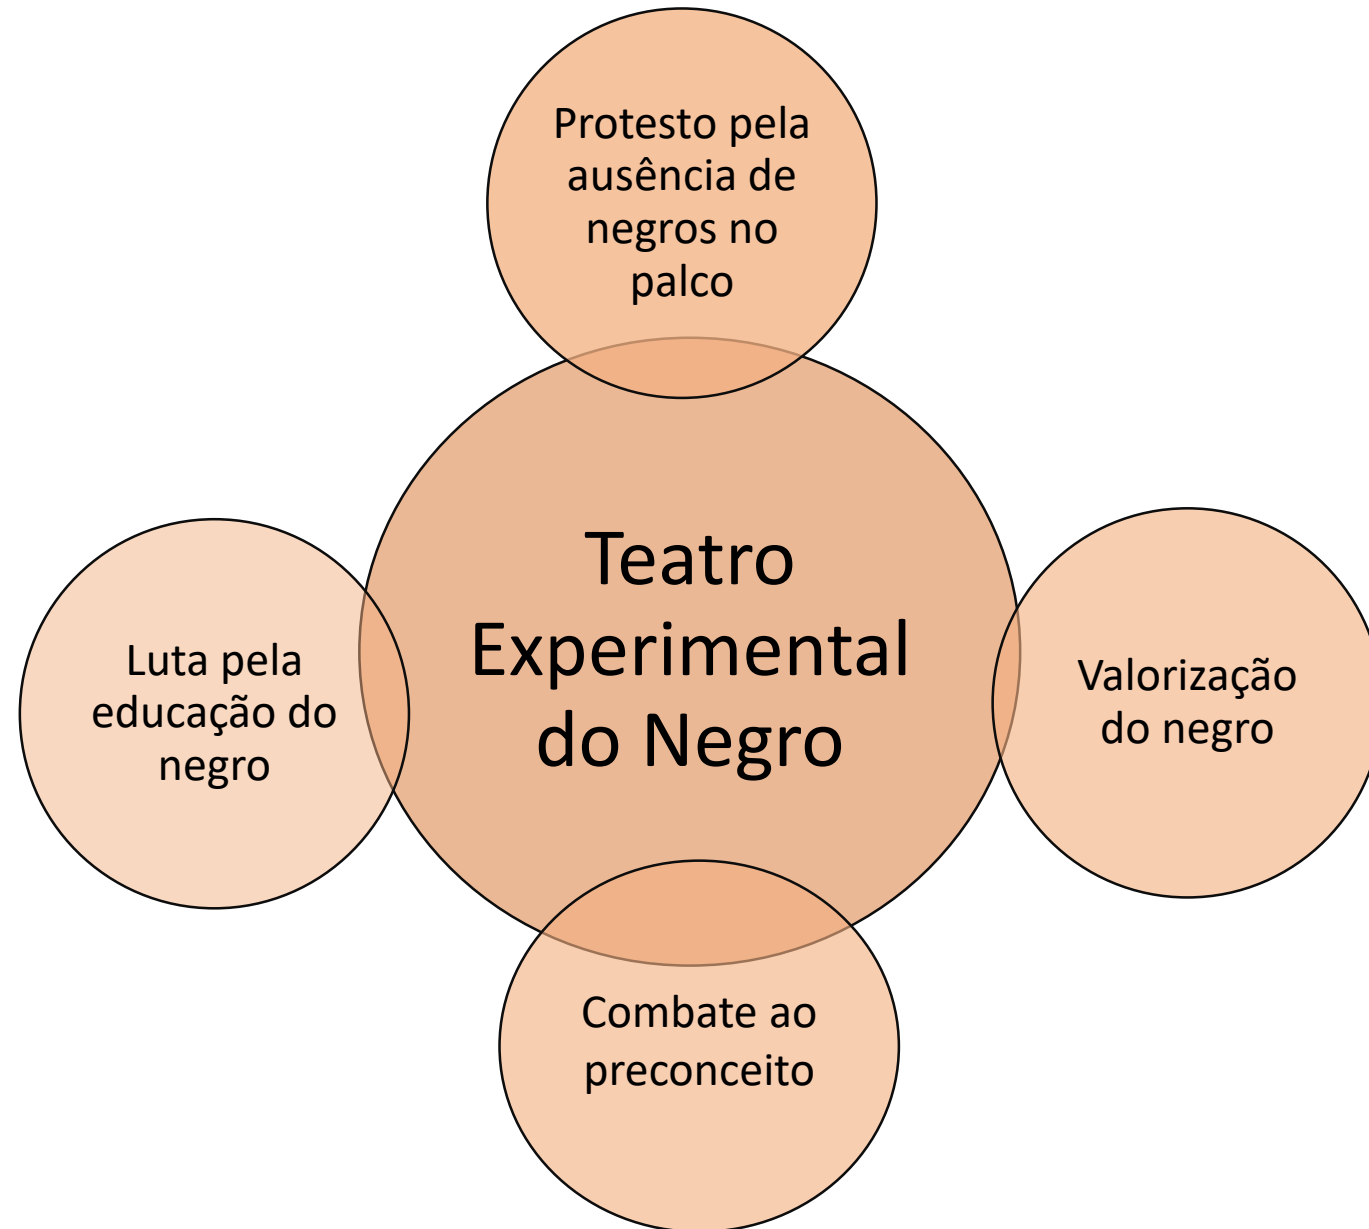 Protesto pela
ausência de
negros no
palco
Teatro
Experimental
do Negro
Luta pela
educação do
negro
Valorização
do negro
Combate ao
preconceito